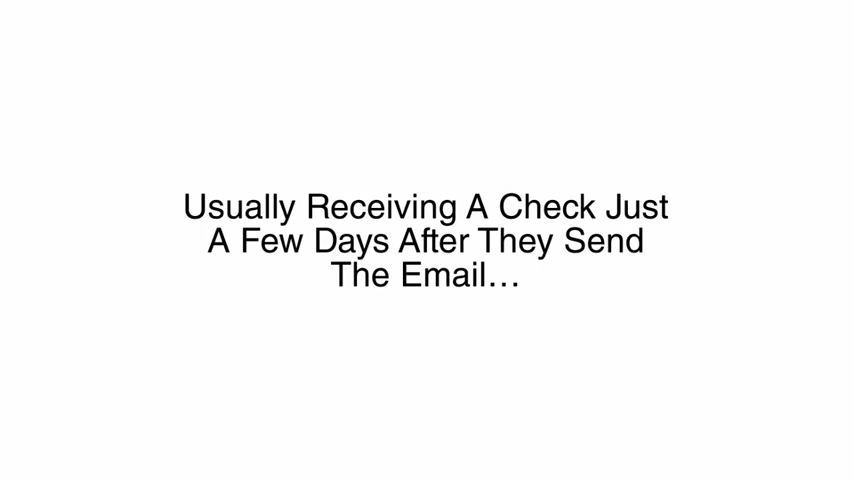 Usually Receiving A Check Just
A Few Days After They Send
The Email…